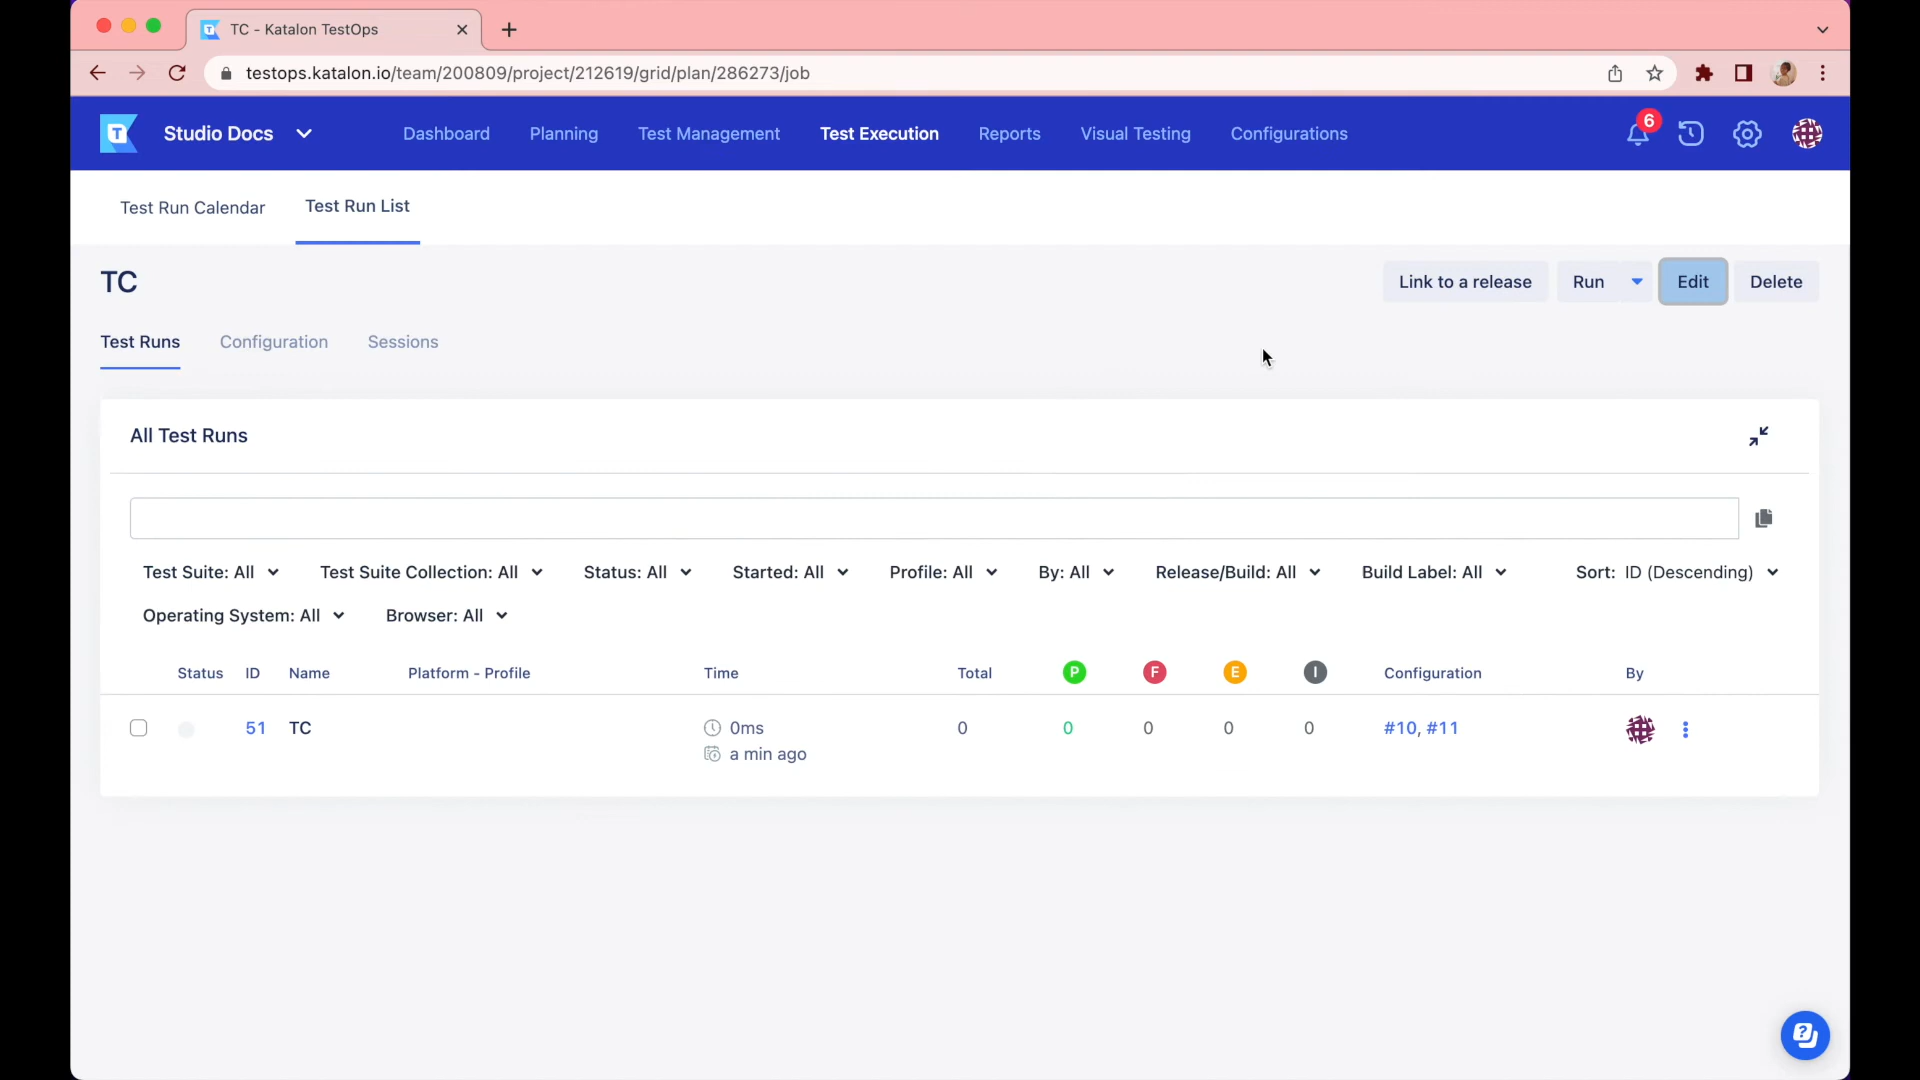 TC - Katalon TestOps
testops.katalon.io/team/200809/project/212619/grid/plan/286273/job
T Studio Docs Dashboard Planning Test Management Test Execution Reports Visual Testing Configurations 6
Test Run Calendar Test Run List
TC Link to a release Run Edit Delete
Test Runs Configuration Sessions
All Test Runs
Test Suite: All Test Suite Collection: All Status: All Started: All Profile: All By: All Release/Build: All Build Label: All Sort: ID (Descending)
Operating System: All Browser: All
Status ID Name Platform - Profile Time Total P F E I Configuration By
51 TC 0ms 0 0 0 0 0 #10, #11
a min ago
?